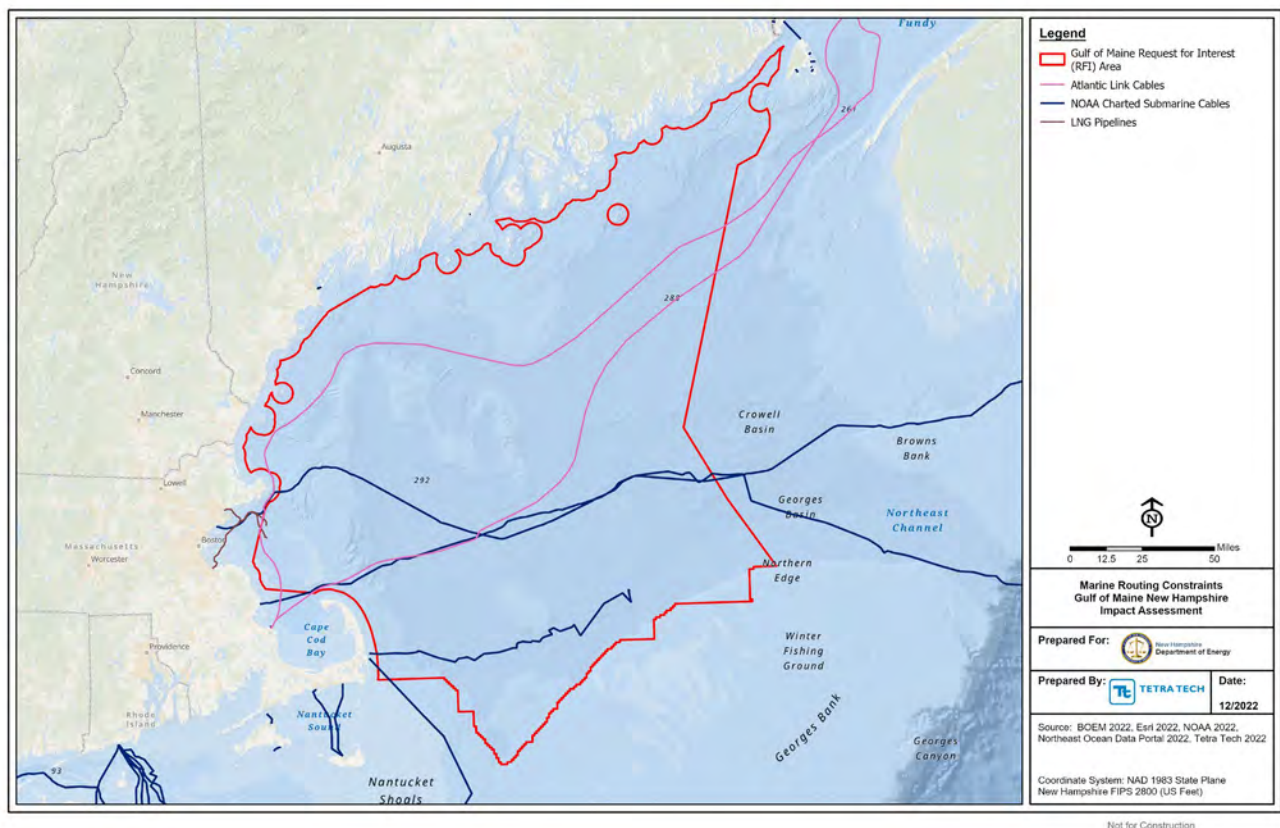 Fundy
264
Augusta
New
Hampshire
280
Concord
Manchester
Crowell
Basin
Browns
Bank
292
Lowell
Georges
Basin
Northeast
Channel
Boston
Massachusetts
Worcester
Northern
Edge
Cape
Cod
Bay
Winter
Fishing
Ground
Providence
Rhode
Island
Nantucket
Sound
Georges Bank
Georges
Canyon
93
Nantucket
Shoals
Legend
Gulf of Maine Request for Interest
(RFI) Area
Atlantic Link Cables
NOAA Charted Submarine Cables
LNG Pipelines
N
Miles
0 12.5 25 50
Marine Routing Constraints
Gulf of Maine New Hampshire
Impact Assessment
Prepared For:
New Hampshire
Department of Energy
Prepared By:
Tt
TETRA TECH
Date:
12/2022
Source: BOEM 2022, Esri 2022, NOAA 2022,
Northeast Ocean Data Portal 2022, Tetra Tech 2022
Coordinate System: NAD 1983 State Plane
New Hampshire FIPS 2800 (US Feet)
Not for Construction